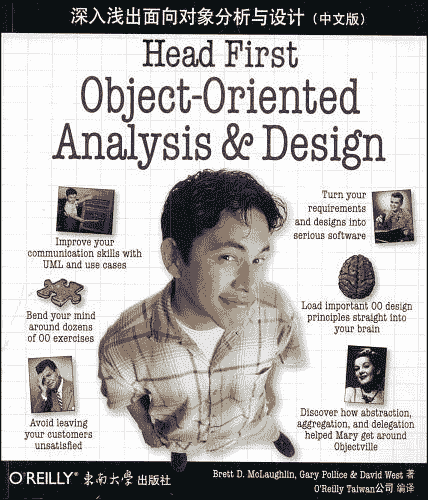 深入浅出面向对象分析与设计(中文版)
Head First
Object-Oriented
Analysis & Design
Improve your
communication skills with
UML and use cases
Turn your
requirements
and designs into
serious software
Bend your mind
around dozens
of OO exercises
Load important OO design
principles straight into
your brain
Avoid leaving
your customers
unsatisfied
Discover how abstraction,
aggregation, and delegation
helped Mary get around
Objectville
O'REILLY® 东南大学出版社
Brett D. McLaughlin, Gary Pollice & David West 著
O'Reilly Taiwan公司 编译